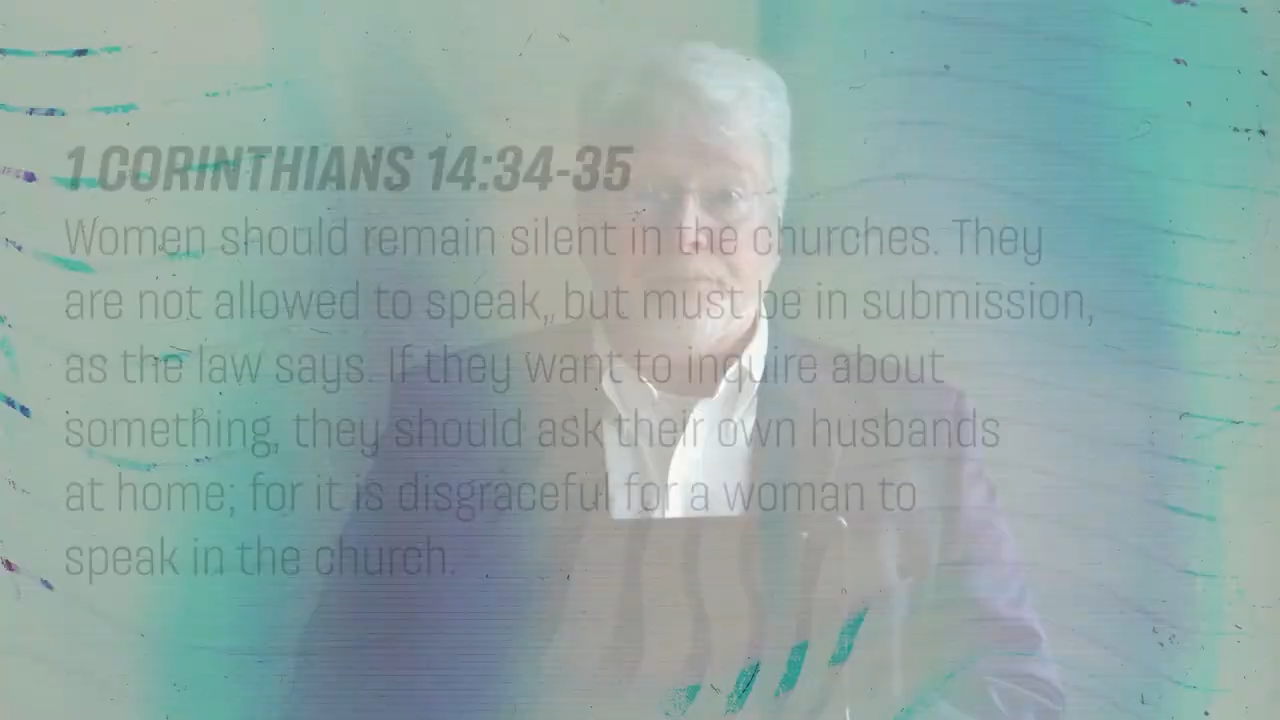 1 CORINTHIANS 14:34-35
Women should remain silent in the churches. They
are not allowed to speak, but must be in submission,
as the law says. If they want to inquire about
something, they should ask their own husbands
at home; for it is disgraceful for a woman to
speak in the church.